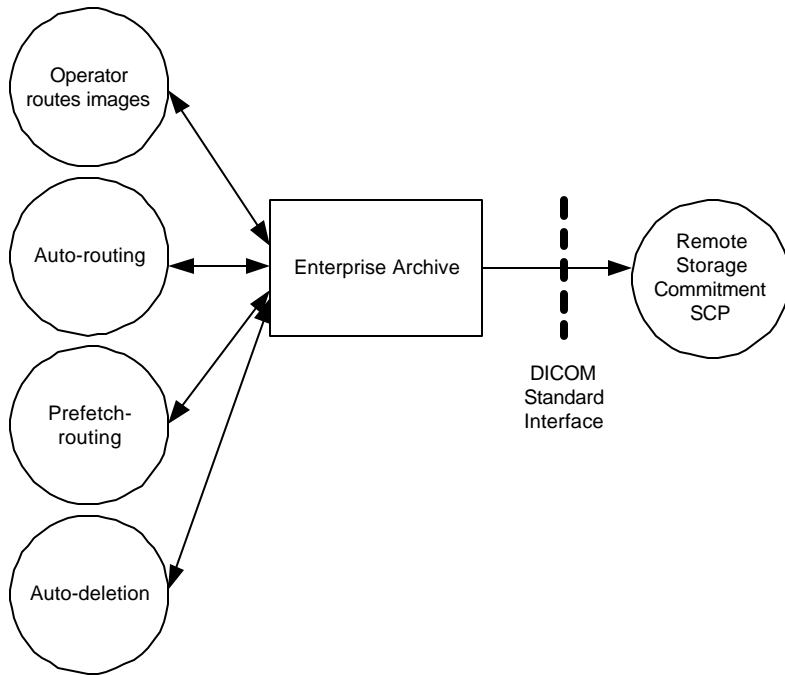 Operator
routes images
Auto-routing
Enterprise Archive
Remote
Storage
Commitment
SCP
DICOM
Standard
Interface
Prefetch-
routing
Auto-deletion